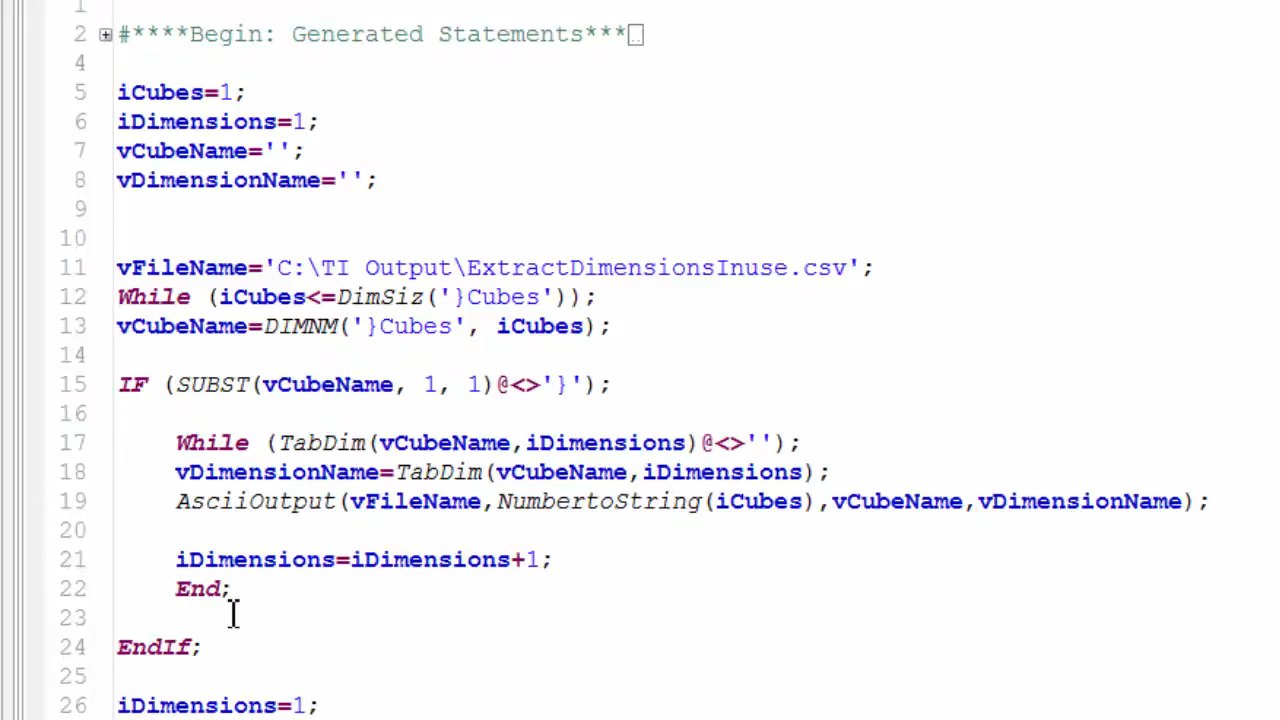 1
2 #****Begin: Generated Statements***
4
5 iCubes=1;
6 iDimensions=1;
7 vCubeName='';
8 vDimensionName='';
9
10
11 vFileName='C:\TI Output\ExtractDimensionsInuse.csv';
12 While (iCubes<=DimSiz('}Cubes'));
13 vCubeName=DIMNM('}Cubes', iCubes);
14
15 IF (SUBST(vCubeName, 1, 1)@<>'}');
16
17 While (TabDim(vCubeName,iDimensions)@<>'');
18 vDimensionName=TabDim(vCubeName,iDimensions);
19 AsciiOutput(vFileName,NumbertoString(iCubes),vCubeName,vDimensionName);
20
21 iDimensions=iDimensions+1;
22 End;
23
24 EndIf;
25
26 iDimensions=1;